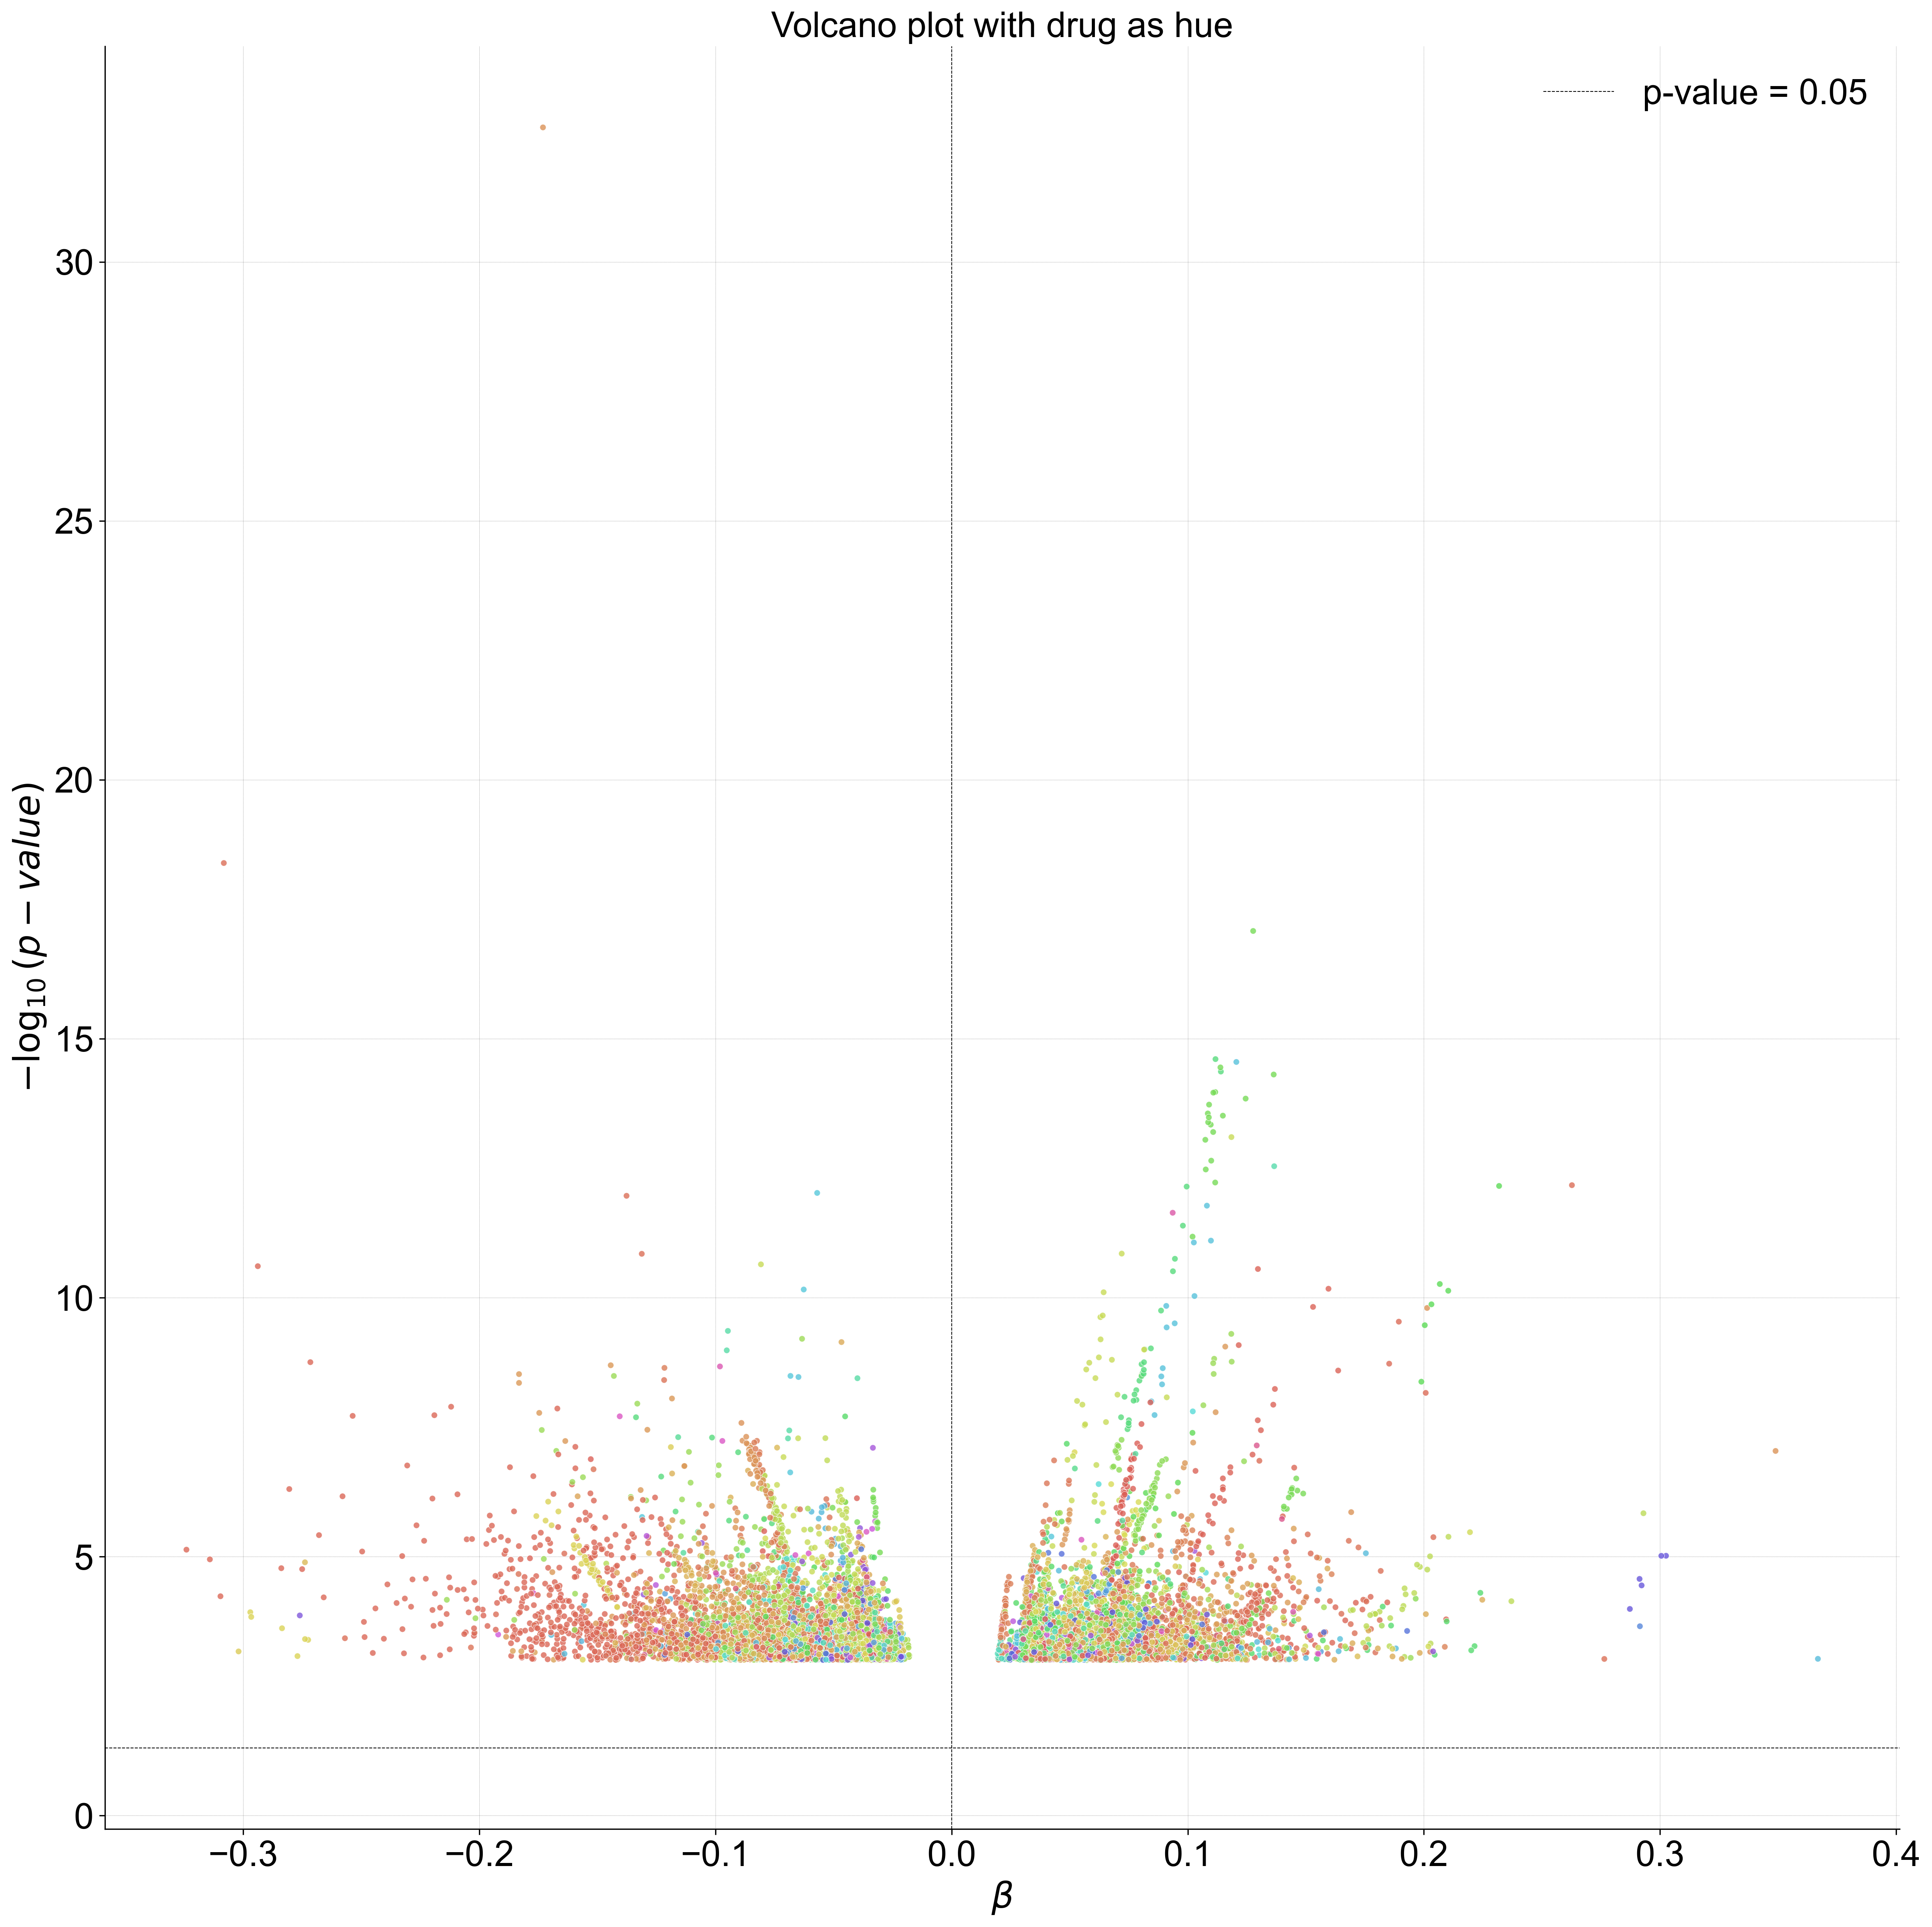 Volcano plot with drug as hue
p-value = 0.05
30
25
20
15
10
5
0
−log10 (p − value)
−0.3 −0.2 −0.1 0.0 0.1 0.2 0.3 0.4
β